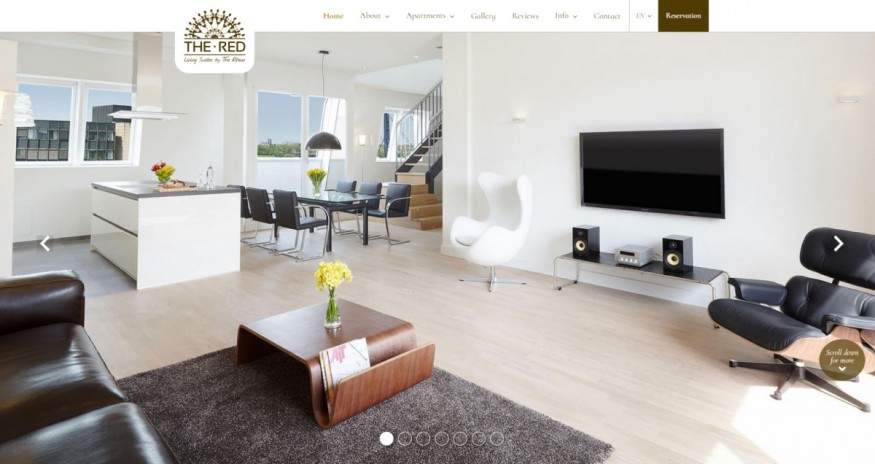 Home
About
Apartments
Gallery
Reviews
Info
Contact
EN
Reservation
THE · RED
Living Suites by The Rhine
Scroll down
for more